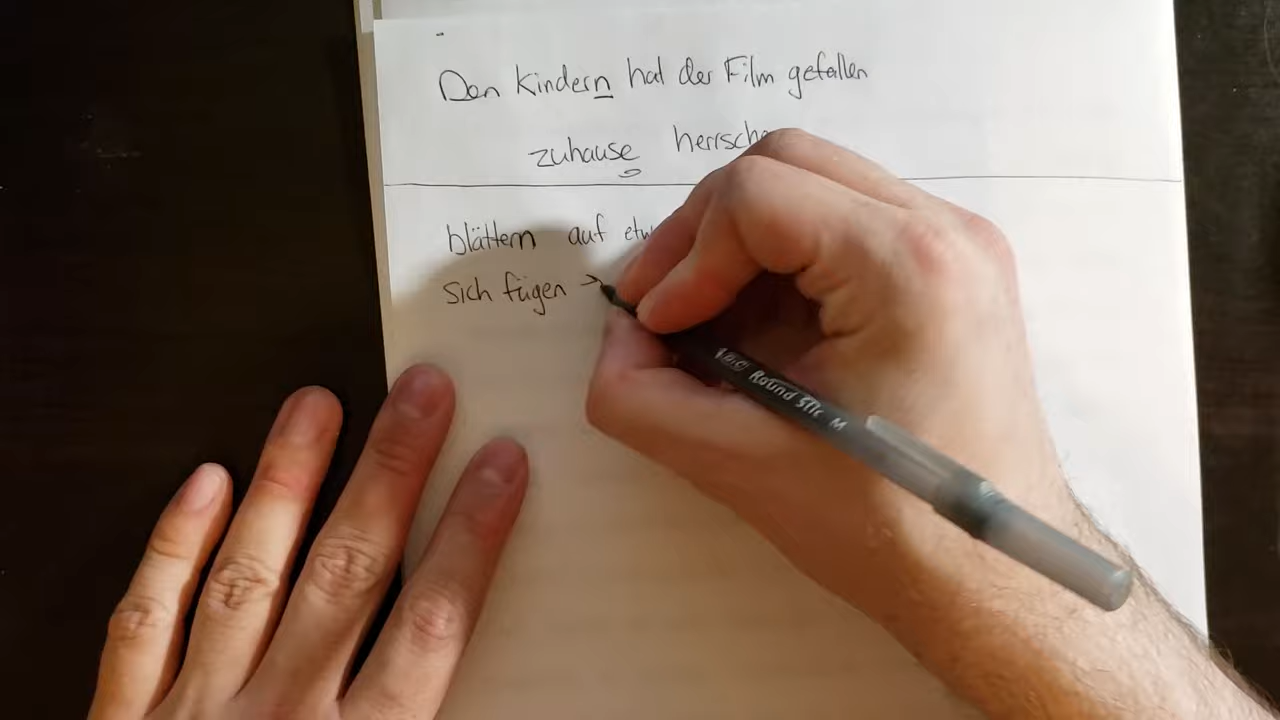 Den Kindern hat der Film gefallen
zuhause
blättern auf
sich fügen →
Round Stic M